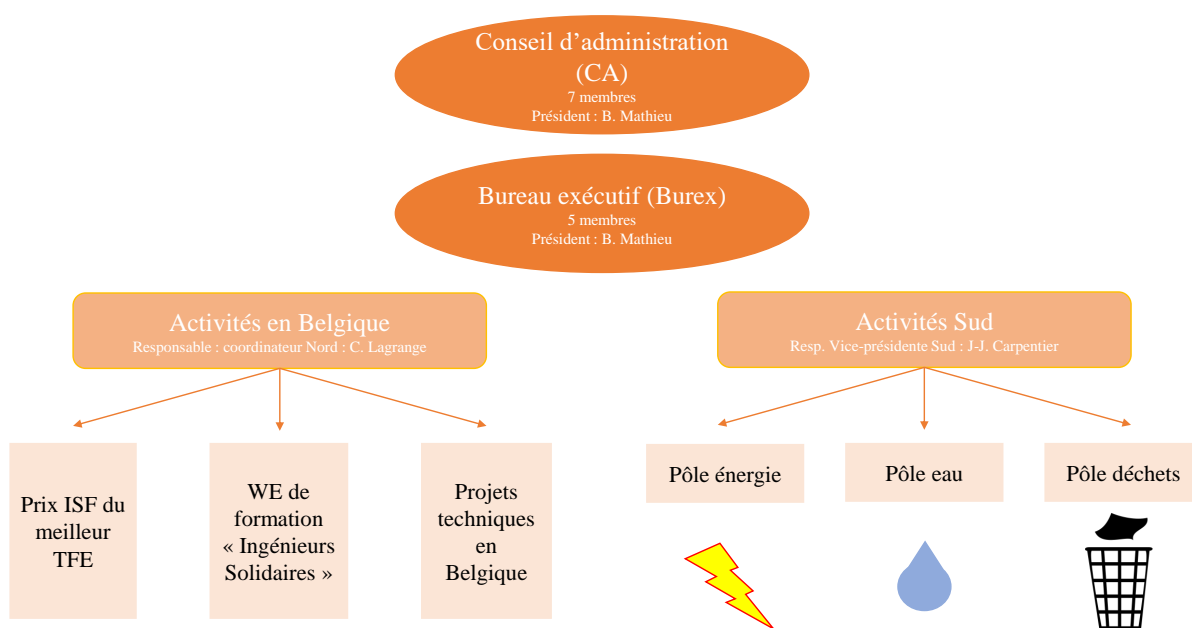 Conseil d’administration
(CA)
7 membres
Président : B. Mathieu
Bureau exécutif (Burex)
5 membres
Président : B. Mathieu
Activités en Belgique
Responsable : coordinateur Nord : C. Lagrange
Activités Sud
Resp. Vice-présidente Sud : J-J. Carpentier
Prix ISF du
meilleur
TFE
WE de
formation
« Ingénieurs
Solidaires »
Projets
techniques
en
Belgique
Pôle énergie
Pôle eau
Pôle déchets